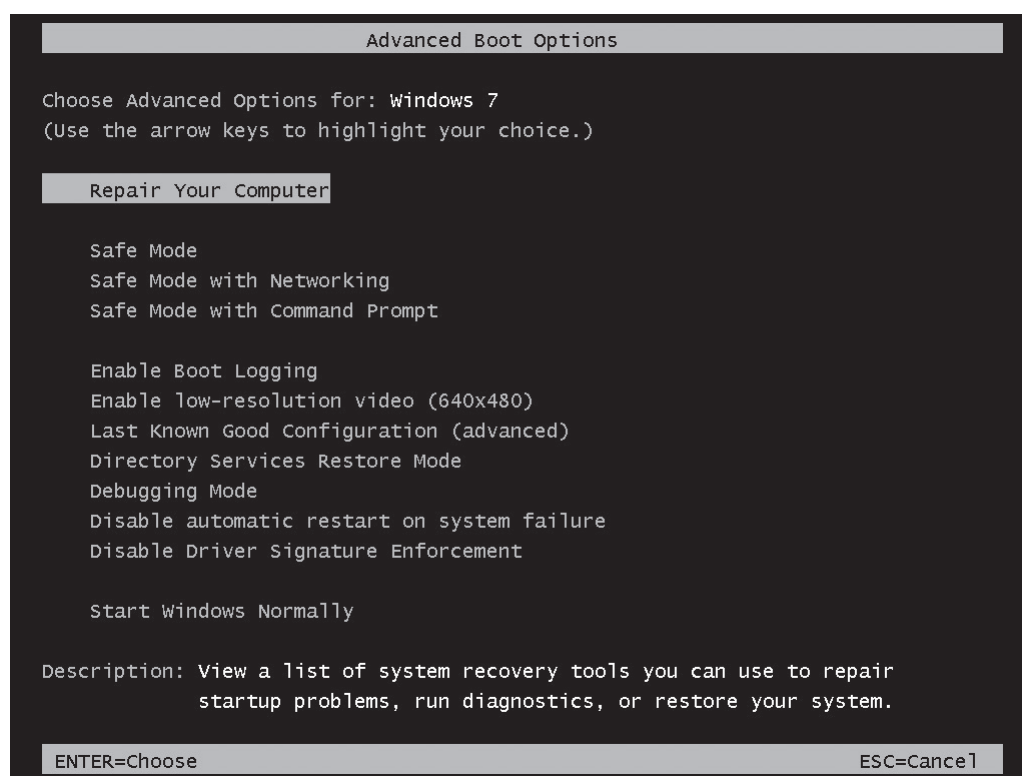 Advanced Boot Options
Choose Advanced Options for: Windows 7
(Use the arrow keys to highlight your choice.)
Repair Your Computer
Safe Mode
Safe Mode with Networking
Safe Mode with Command Prompt
Enable Boot Logging
Enable low-resolution video (640x480)
Last Known Good Configuration (advanced)
Directory Services Restore Mode
Debugging Mode
Disable automatic restart on system failure
Disable Driver Signature Enforcement
Start Windows Normally
Description: View a list of system recovery tools you can use to repair
startup problems, run diagnostics, or restore your system.
ENTER=Choose ESC=Cancel